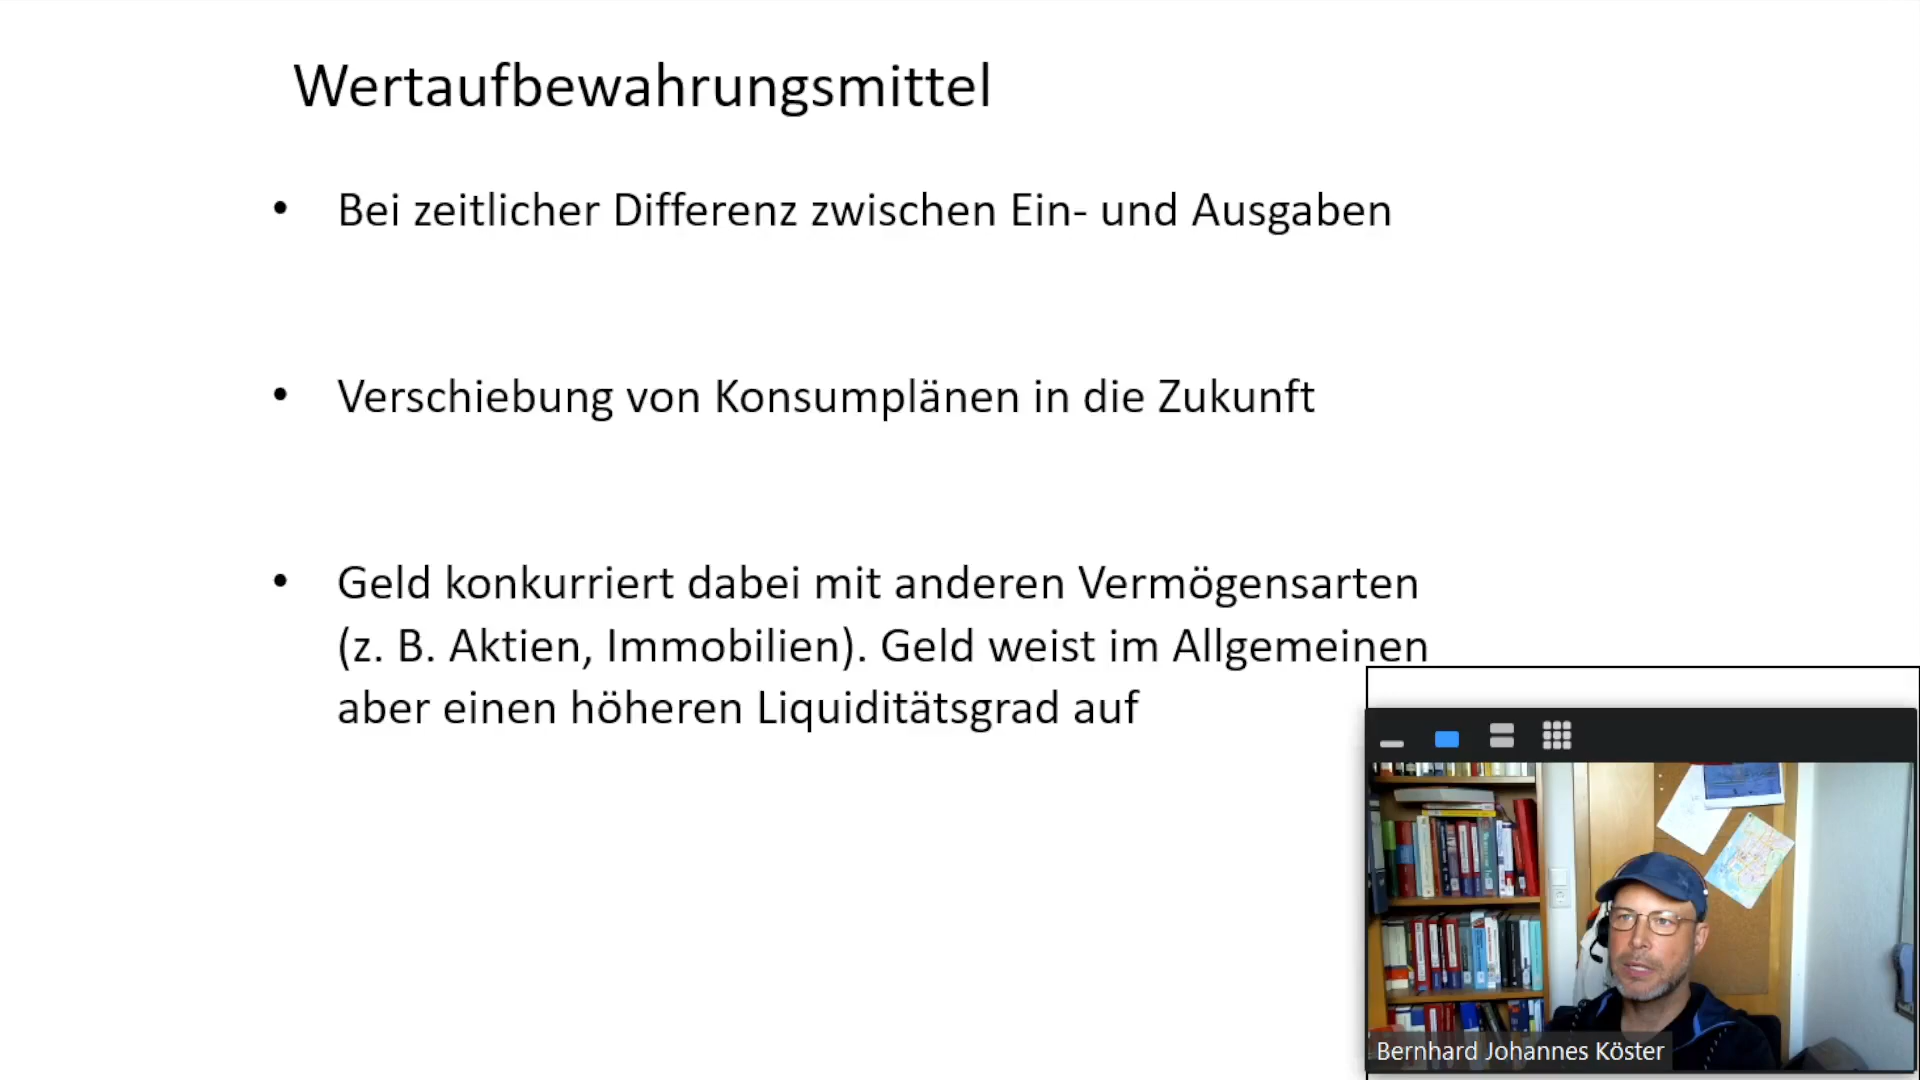 Wertaufbewahrungsmittel
• Bei zeitlicher Differenz zwischen Ein- und Ausgaben
• Verschiebung von Konsumplänen in die Zukunft
• Geld konkurriert dabei mit anderen Vermögensarten
(z. B. Aktien, Immobilien). Geld weist im Allgemeinen
aber einen höheren Liquiditätsgrad auf
Bernhard Johannes Köster